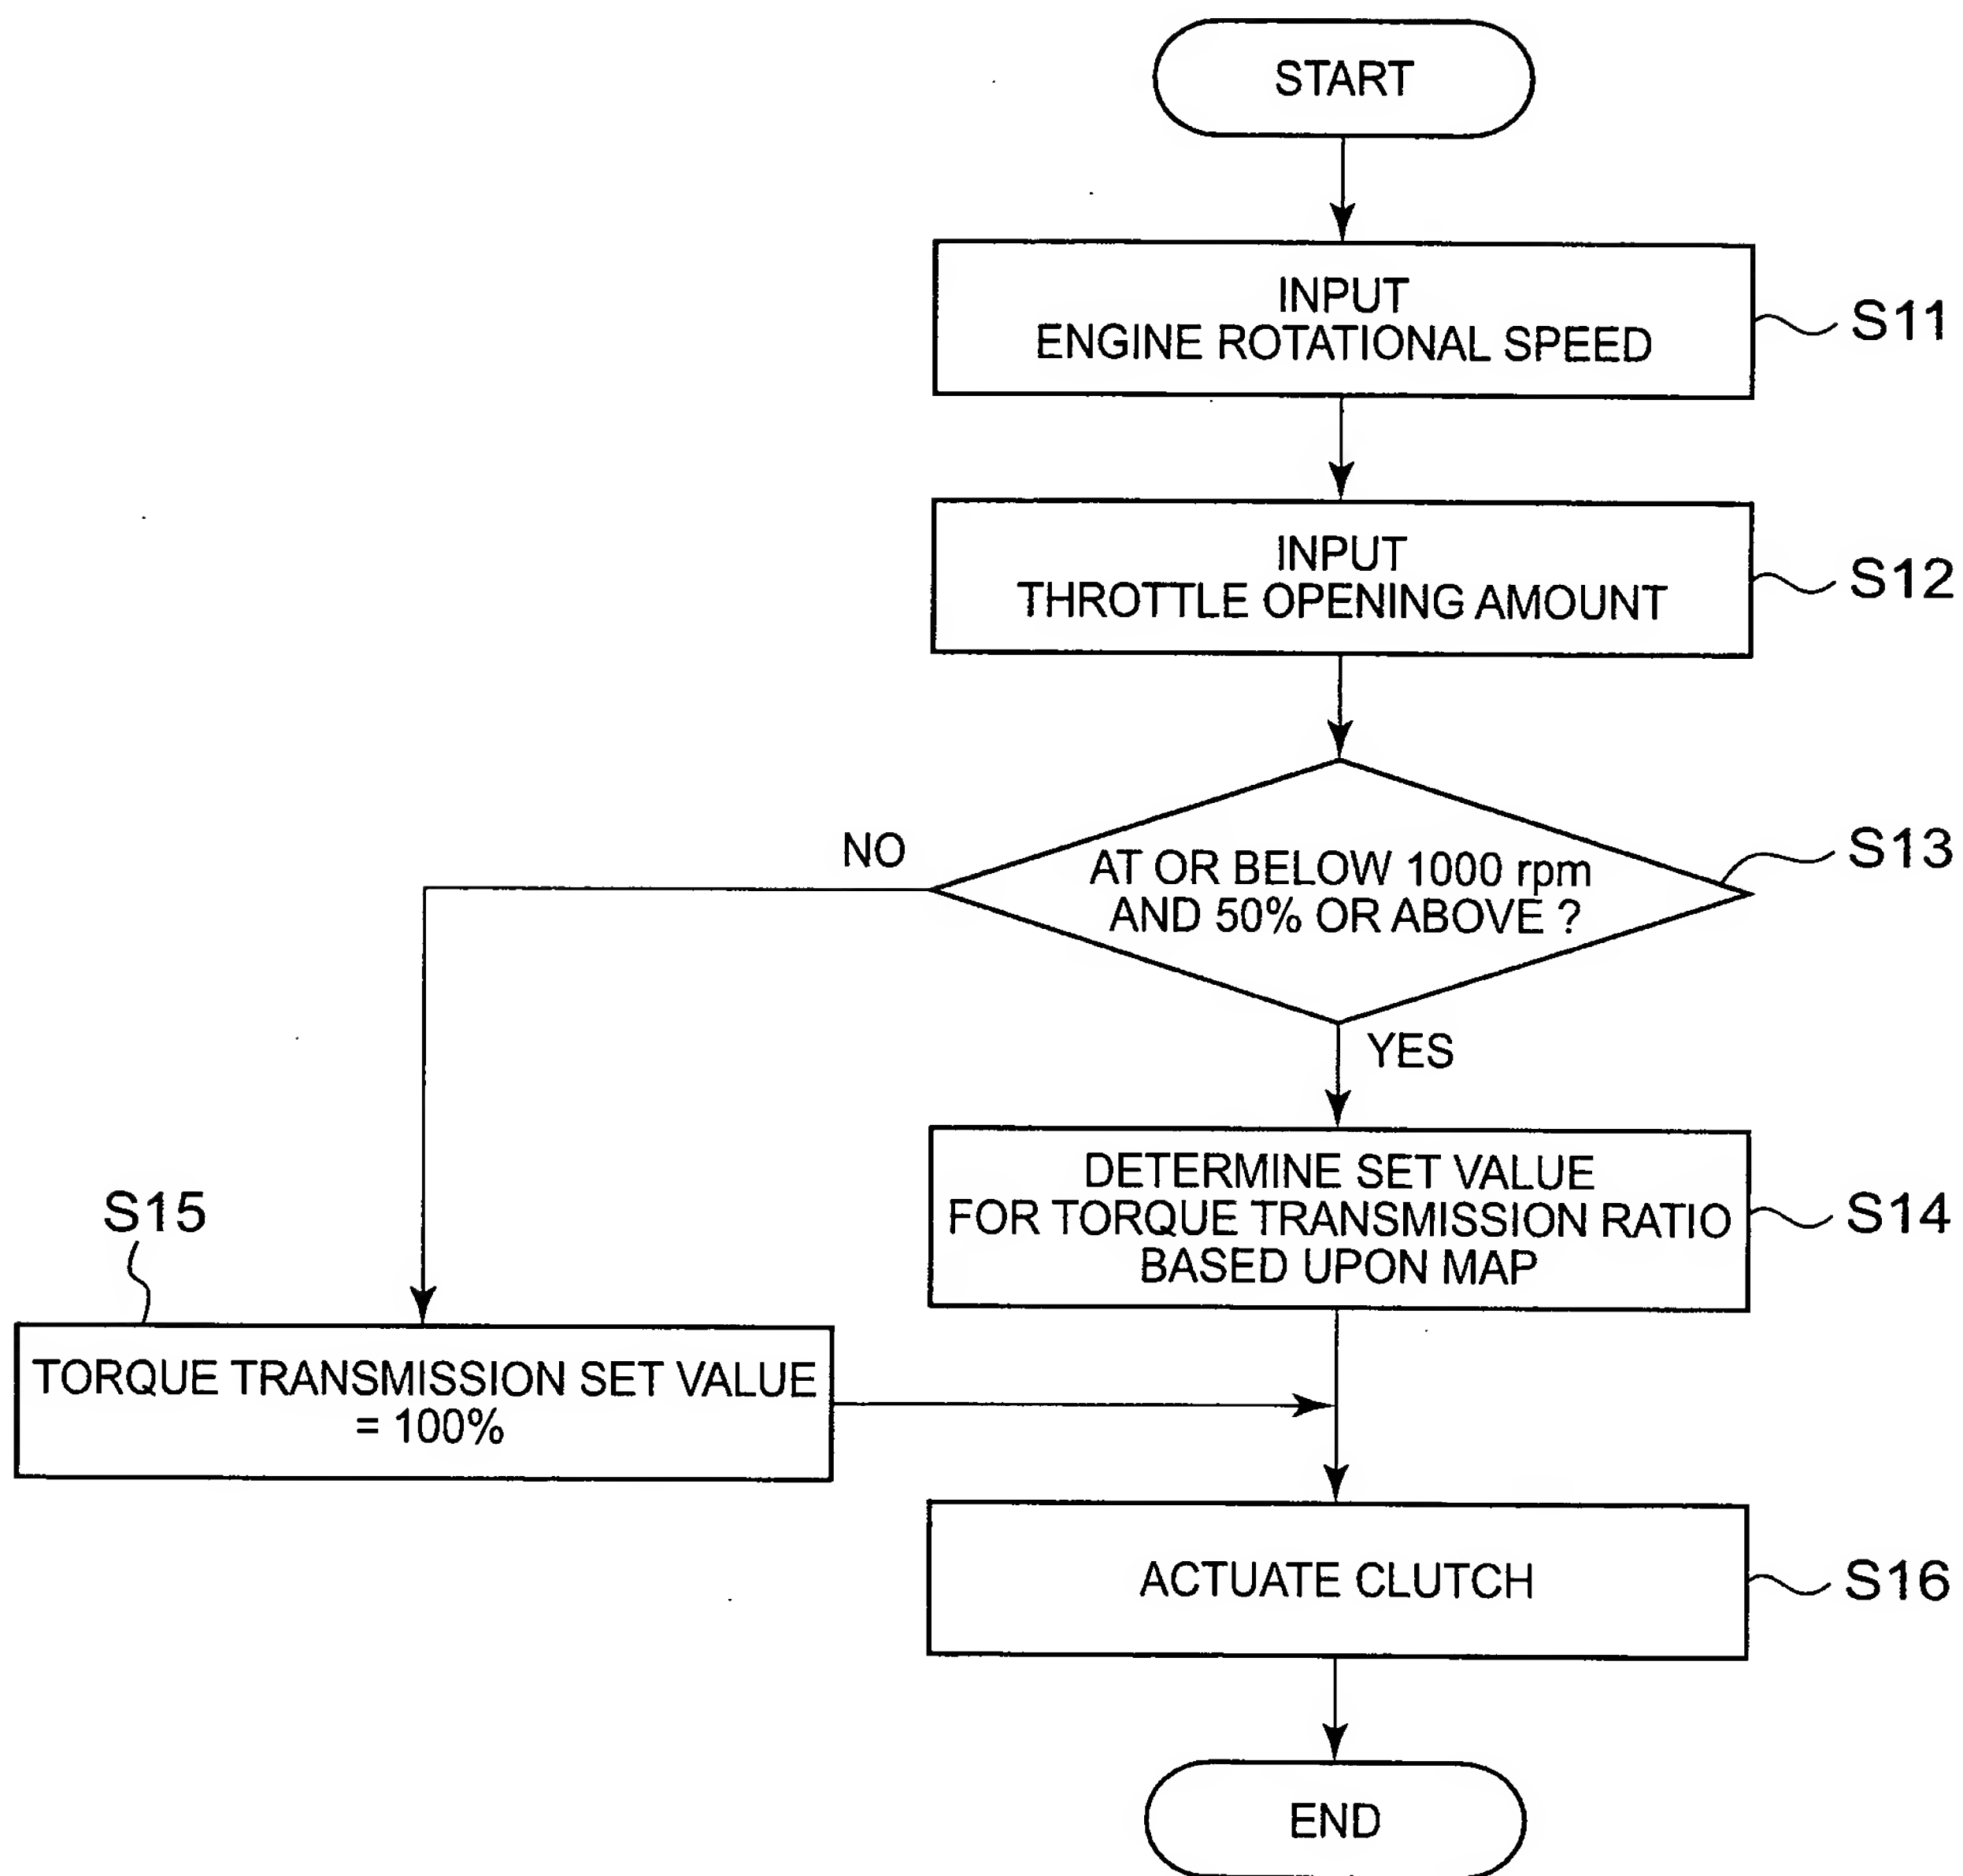 START
INPUT
ENGINE ROTATIONAL SPEED
S11
INPUT
THROTTLE OPENING AMOUNT
S12
NO
AT OR BELOW 1000 rpm
AND 50% OR ABOVE ?
S13
YES
DETERMINE SET VALUE
FOR TORQUE TRANSMISSION RATIO
BASED UPON MAP
S14
S15
TORQUE TRANSMISSION SET VALUE
= 100%
ACTUATE CLUTCH
S16
END